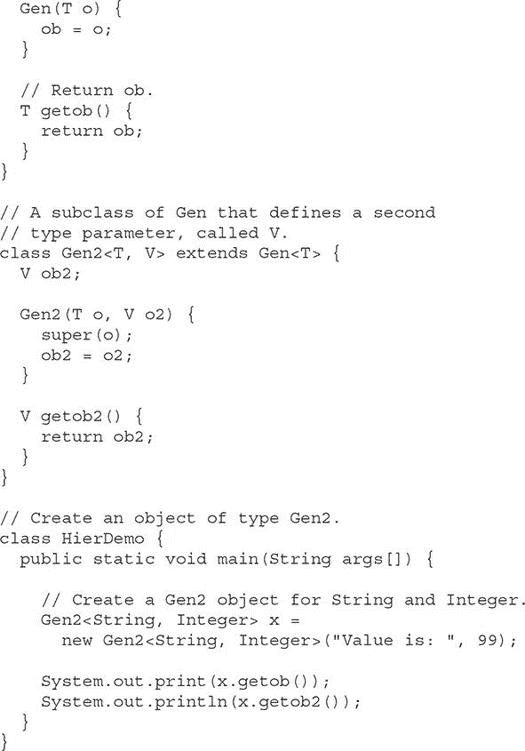 Gen(T o) {
ob = o;
}
// Return ob.
T getob() {
return ob;
}
}
// A subclass of Gen that defines a second
// type parameter, called V.
class Gen2<T, V> extends Gen<T> {
V ob2;
Gen2(T o, V o2) {
super(o);
ob2 = o2;
}
V getob2() {
return ob2;
}
}
// Create an object of type Gen2.
class HierDemo {
public static void main(String args[]) {
// Create a Gen2 object for String and Integer.
Gen2<String, Integer> x =
new Gen2<String, Integer>("Value is: ", 99);
System.out.print(x.getob());
System.out.println(x.getob2());
}
}